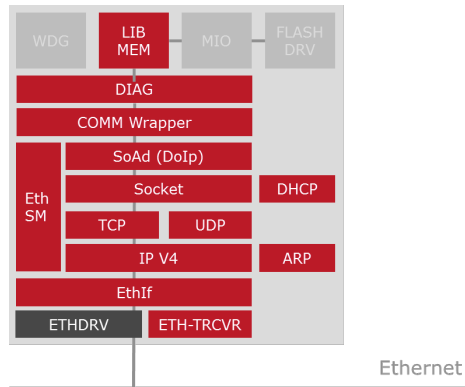 WDG
LIB
MEM
MIO
FLASH
DRV
DIAG
COMM Wrapper
SoAd (DoIp)
Eth
SM
Socket
DHCP
TCP
UDP
IP V4
ARP
EthIf
ETHDRV
ETH-TRCVR
Ethernet